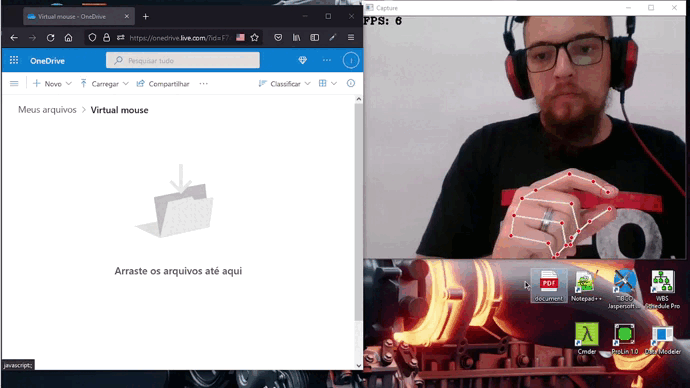 Virtual mouse - OneDrive
https://onedrive.live.com/?id=F7
OneDrive
Pesquisar tudo
Novo
Carregar
Compartilhar
Classificar
Meus arquivos > Virtual mouse
Arraste os arquivos até aqui
javascript:;
Capture
FPS: 6
document
Notepad++
TIBCO
Jaspersoft...
WBS
Schedule Pro
Cmder
ProLin 1.0
Data Modeler